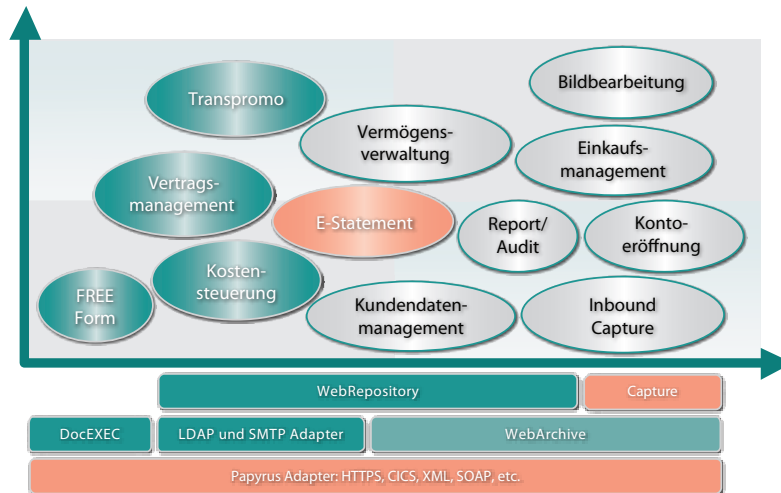 Transpromo
Bildbearbeitung
Vermögens-
verwaltung
Einkaufs-
management
Vertrags-
management
E-Statement
Report/
Audit
Konto-
eröffnung
Kosten-
steuerung
FREE
Form
Kundendaten-
management
Inbound
Capture
WebRepository
Capture
DocEXEC
LDAP und SMTP Adapter
WebArchive
Papyrus Adapter: HTTPS, CICS, XML, SOAP, etc.